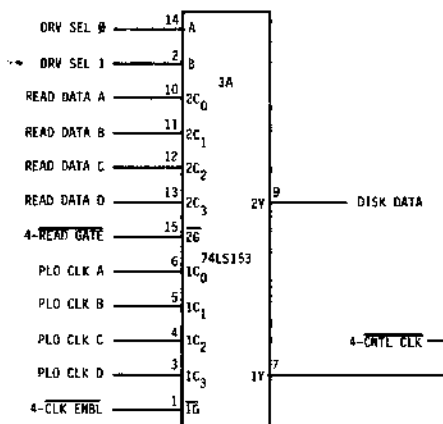 DRV SEL 0 14 A
DRV SEL 1 2 B
3A
READ DATA A 10 2C0
READ DATA B 11 2C1
READ DATA C 12 2C2
READ DATA D 13 2C3 2Y 9 DISK DATA
4-READ GATE 15 2G
74LS153
PLO CLK A 6 1C0
PLO CLK B 5 1C1
PLO CLK C 4 1C2 4-CNTL CLK
PLO CLK D 3 1C3 1Y 7
4-CLK ENBL 1 1G